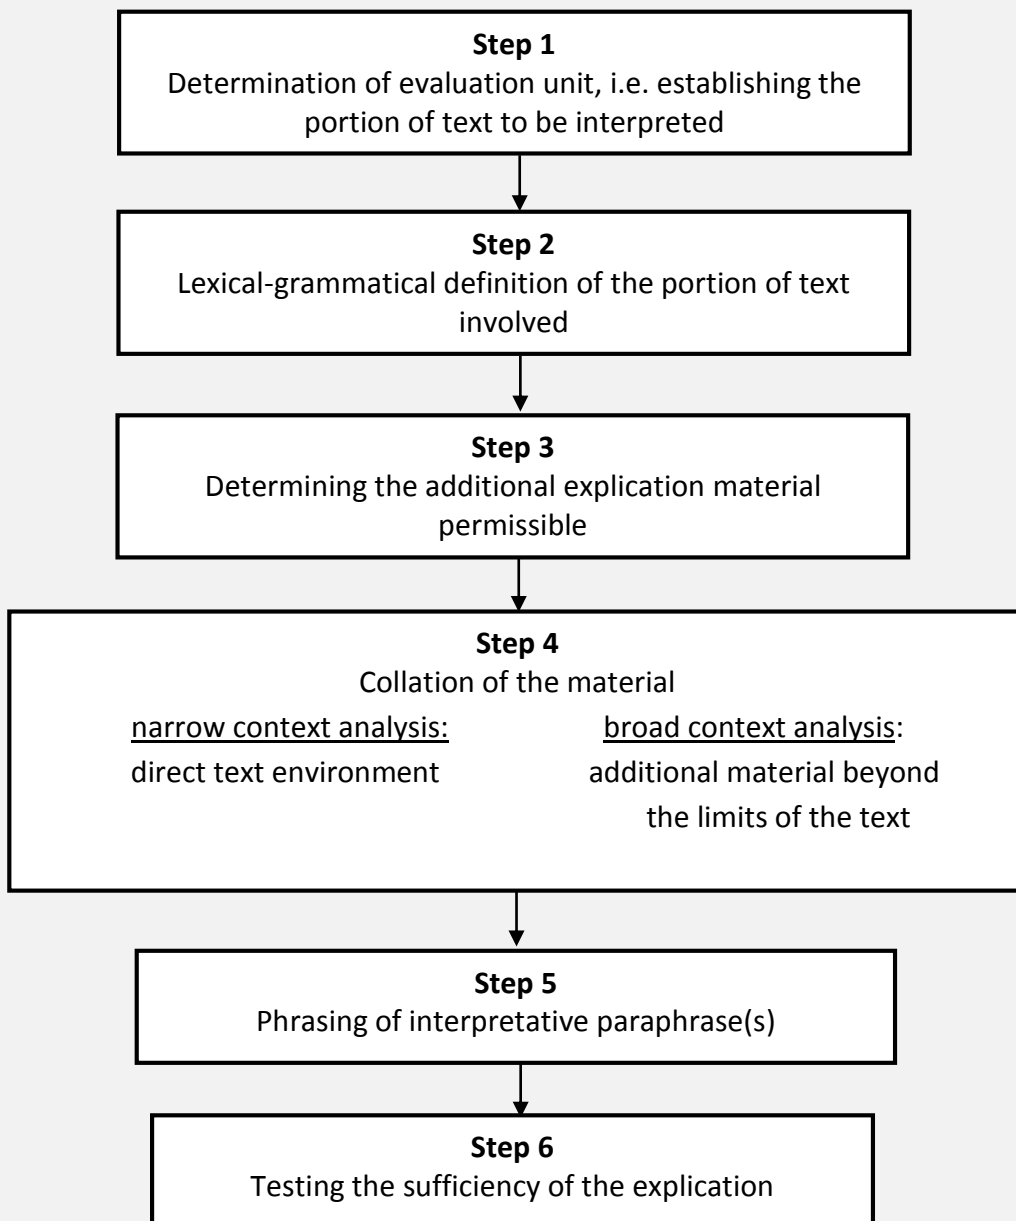 Step 1
Determination of evaluation unit, i.e. establishing the
portion of text to be interpreted
Step 2
Lexical-grammatical definition of the portion of text
involved
Step 3
Determining the additional explication material
permissible
Step 4
Collation of the material
narrow context analysis:
direct text environment
broad context analysis:
additional material beyond
the limits of the text
Step 5
Phrasing of interpretative paraphrase(s)
Step 6
Testing the sufficiency of the explication